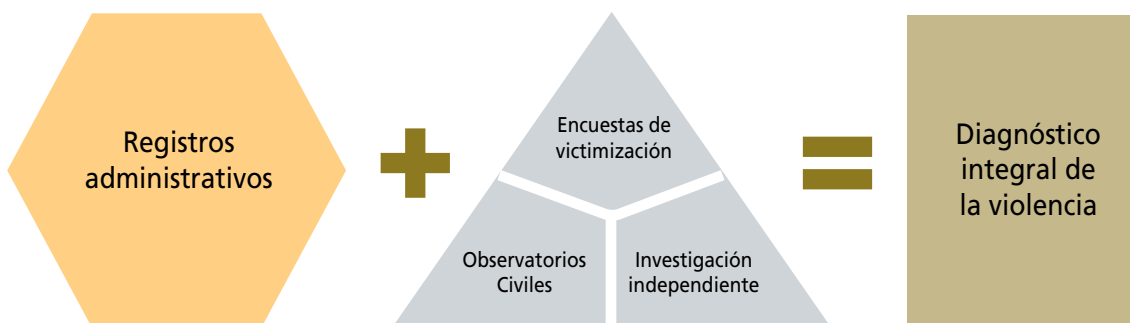 Registros
administrativos
+
Encuestas de
victimización
Observatorios
Civiles
Investigación
independiente
=
Diagnóstico
integral de
la violencia